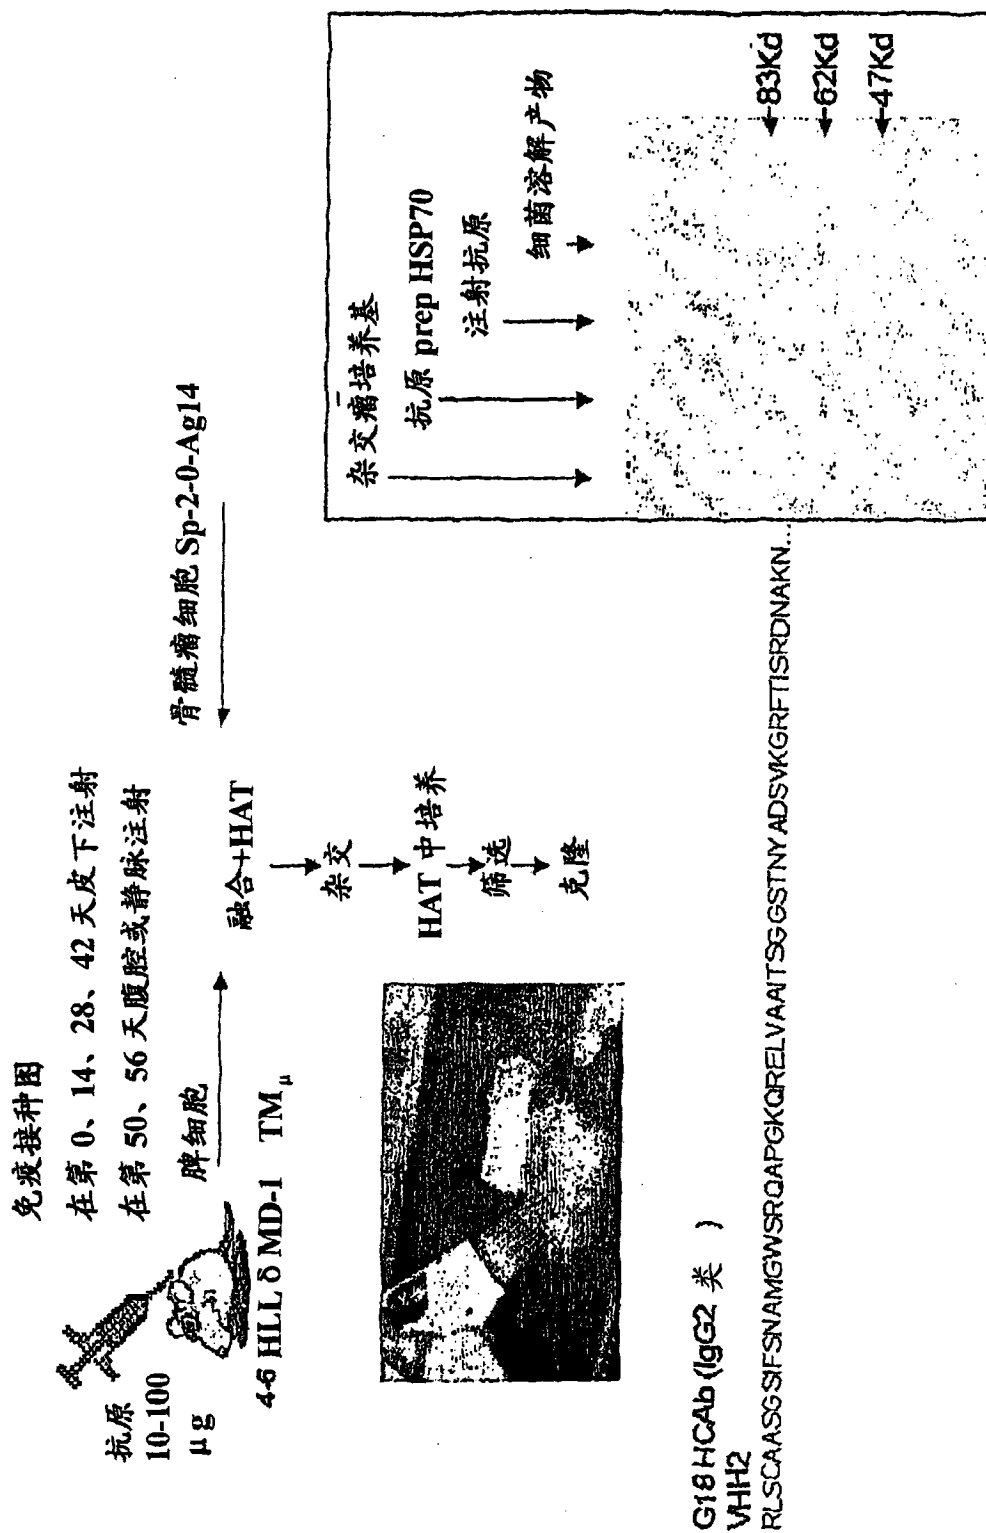 免疫接种图
在第 0、14、28、42 天皮下注射
在第 50、56 天腹腔或静脉注射
抗原
10-100
μg
脾细胞
4-6 HLL δ MD-1 TMμ
骨髓瘤细胞 Sp-2-0-Ag14
融合+HAT
杂交
HAT 中培养
筛选
克隆
杂交瘤培养基
抗原 prep HSP70
注射抗原
细菌溶解产物
-83Kd
-62Kd
-47Kd
G18 HCAb (IgG2 类 )
VHH2
RLSCAASGSIFSNAMGWSRQAPGKQRELVAAITSGGSTNYADSVKGRFTISRDNAKN...